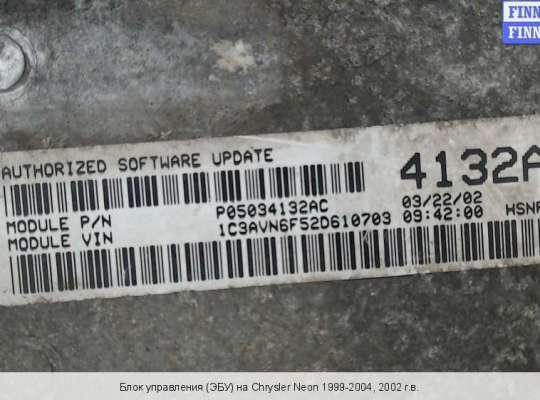 FINN
FINN
AUTHORIZED SOFTWARE UPDATE
4132A
MODULE P/N P05034132AC 03/22/02
MODULE VIN 1C3AVN6F52D610703 09:42:00 HSNF
Блок управления (ЭБУ) на Chrysler Neon 1999-2004, 2002 г.в.